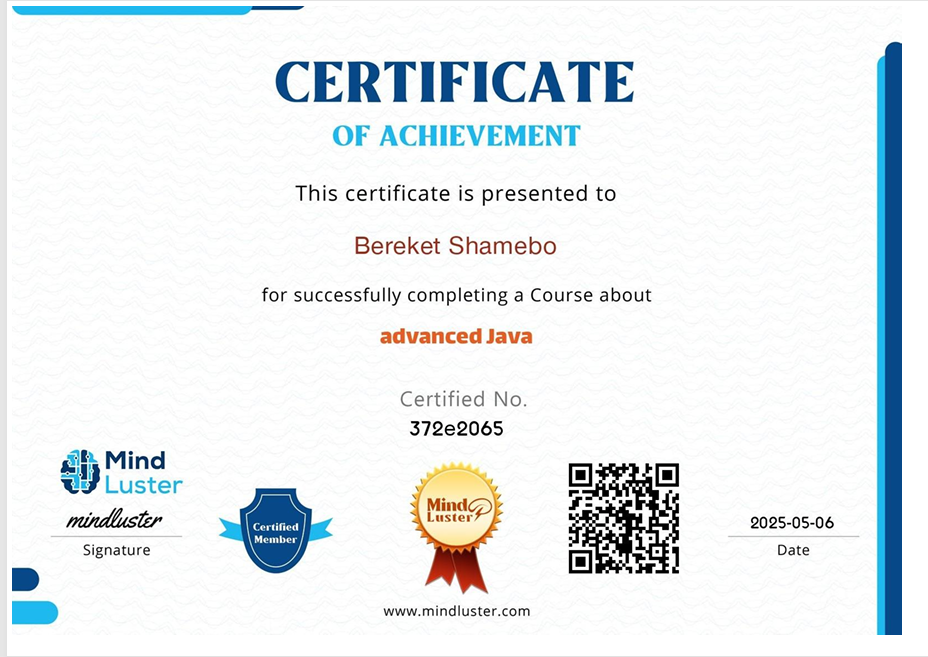 CERTIFICATE
OF ACHIEVEMENT
This certificate is presented to
Bereket Shamebo
for successfully completing a Course about
advanced Java
Certified No.
372e2065
Mind
Luster
mindluster
Signature
Certified
Member
Mind
Luster
2025-05-06
Date
www.mindluster.com